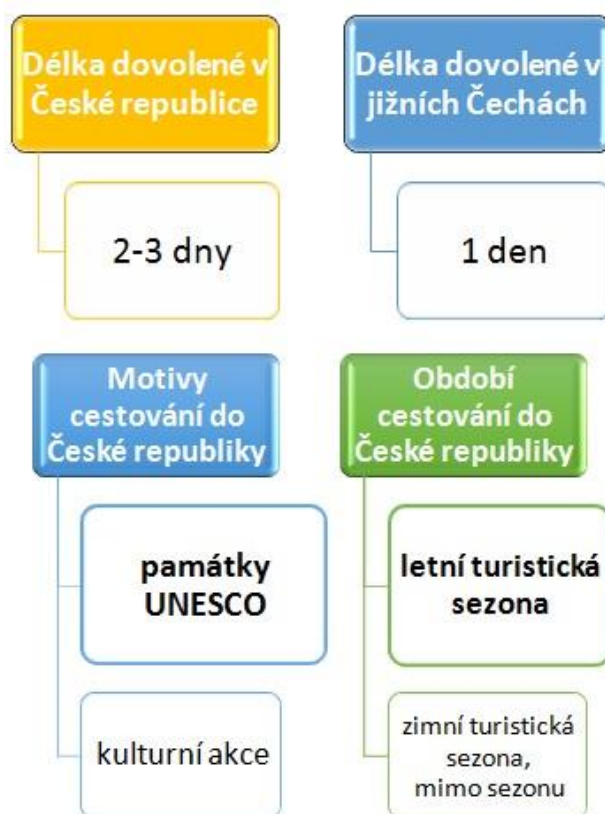 Délka dovolené v
České republice
2-3 dny
Délka dovolené v
jižních Čechách
1 den
Motivy
cestování do
České republiky
památky
UNESCO
kulturní akce
Období
cestování do
České republiky
letní turistická
sezona
zimní turistická
sezona,
mimo sezonu